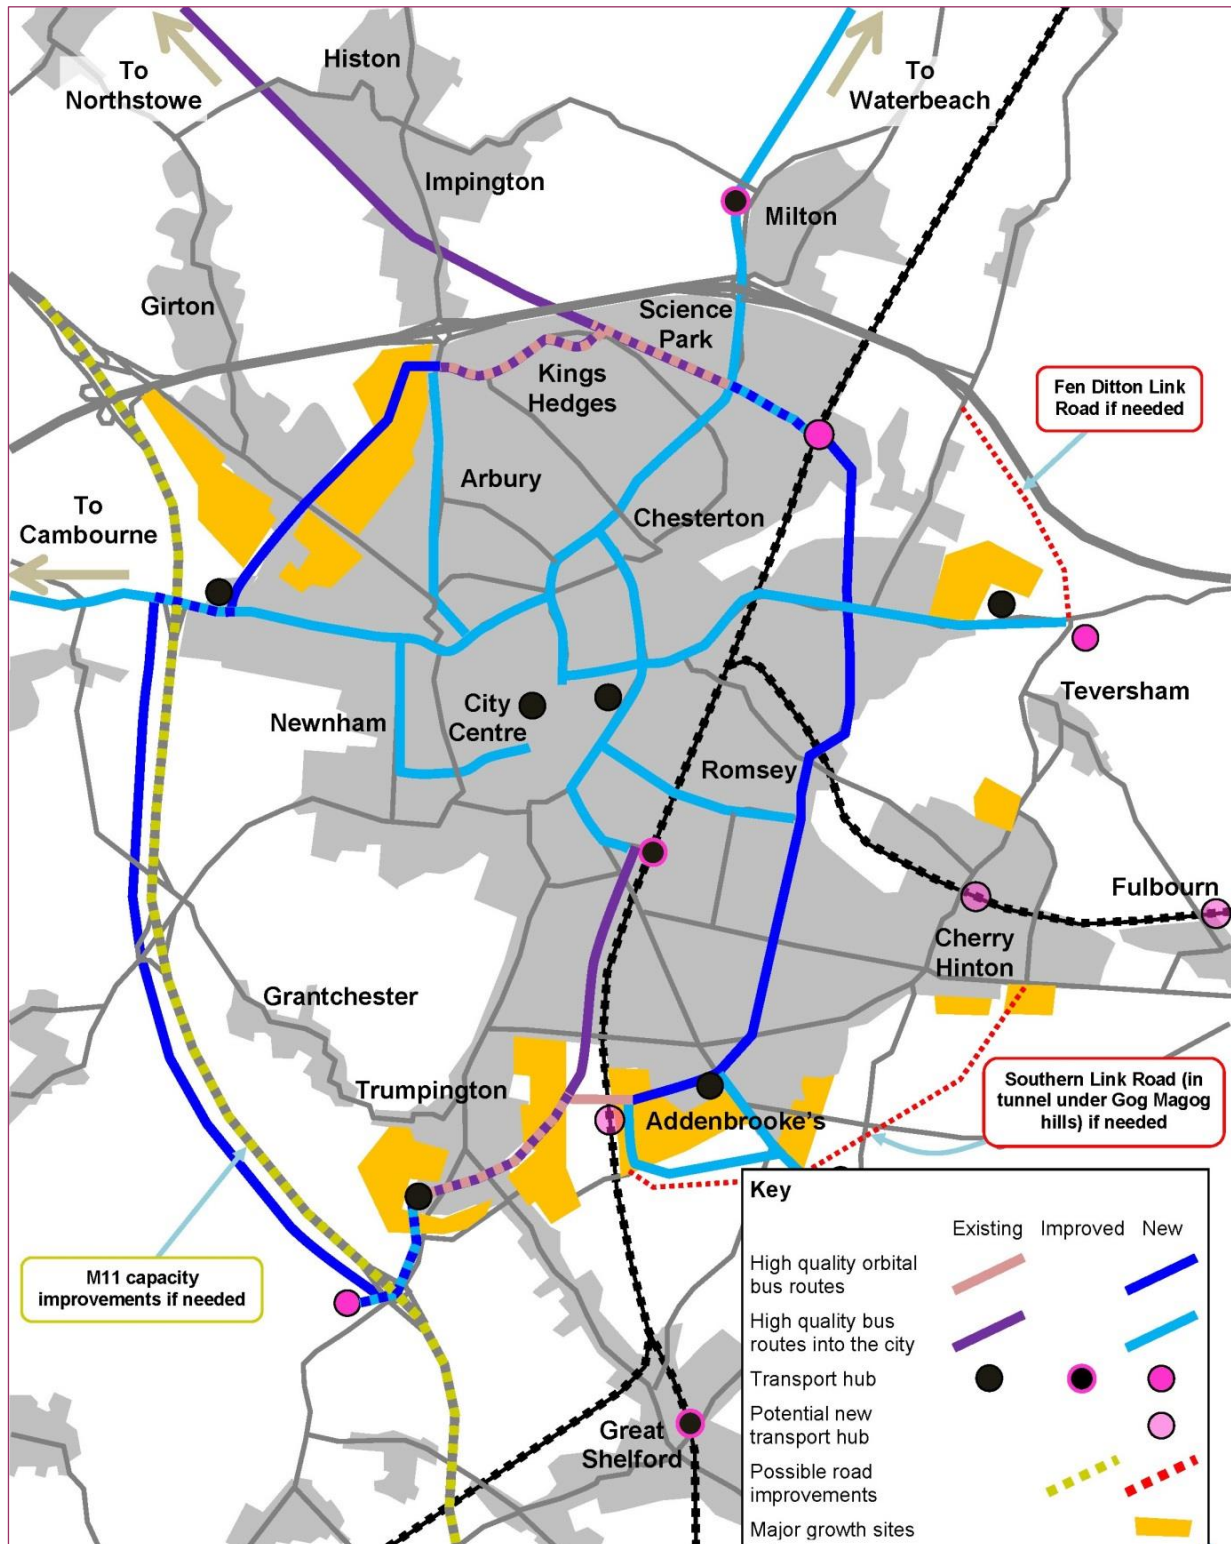 To
Northstowe
Histon
To
Waterbeach
Impington
Milton
Girton
Science
Park
Kings
Hedges
Fen Ditton Link
Road if needed
Arbury
To
Cambourne
Chesterton
Teversham
Newnham
City
Centre
Romsey
Fulbourn
Cherry
Hinton
Grantchester
Trumpington
Southern Link Road (in
tunnel under Gog Magog
hills) if needed
Addenbrooke's
M11 capacity
improvements if needed
Great
Shelford
Key
Existing Improved New
High quality orbital
bus routes
High quality bus
routes into the city
Transport hub
Potential new
transport hub
Possible road
improvements
Major growth sites